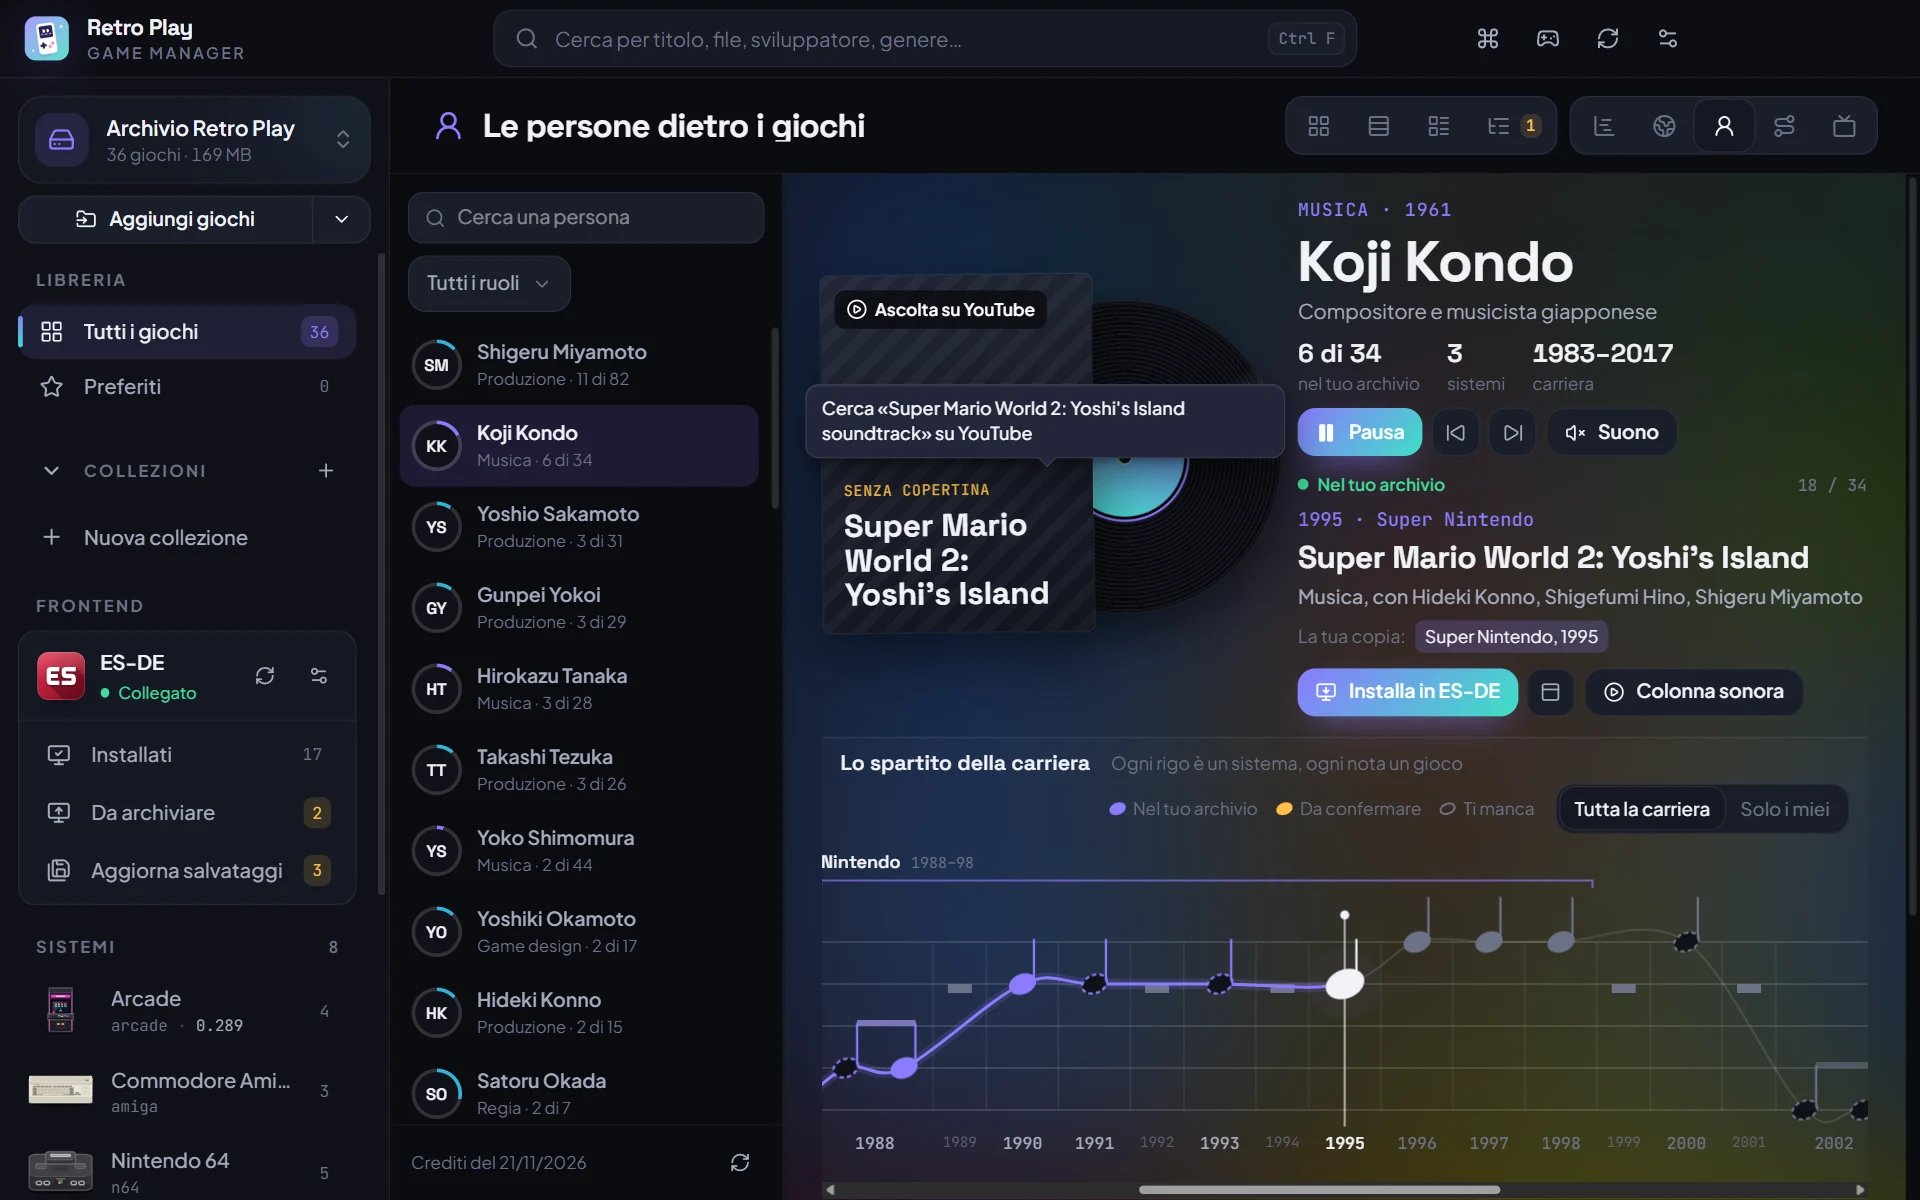 Retro Play
GAME MANAGER
Cerca per titolo, file, sviluppatore, genere...
Ctrl F
Archivio Retro Play
36 giochi · 169 MB
Aggiungi giochi
LIBRERIA
Tutti i giochi 36
Preferiti 0
COLLEZIONI
Nuova collezione
FRONTEND
ES
ES-DE
Collegato
Installati 17
Da archiviare 2
Aggiorna salvataggi 3
SISTEMI 8
Arcade
arcade · 0.289
4
Commodore Ami...
amiga
3
Nintendo 64
n64
5
Le persone dietro i giochi
1
Cerca una persona
Tutti i ruoli
SM
Shigeru Miyamoto
Produzione · 11 di 82
KK
Koji Kondo
Musica · 6 di 34
YS
Yoshio Sakamoto
Produzione · 3 di 31
GY
Gunpei Yokoi
Produzione · 3 di 29
HT
Hirokazu Tanaka
Musica · 3 di 28
TT
Takashi Tezuka
Produzione · 3 di 26
YS
Yoko Shimomura
Musica · 2 di 44
YO
Yoshiki Okamoto
Game design · 2 di 17
HK
Hideki Konno
Produzione · 2 di 15
SO
Satoru Okada
Regia · 2 di 7
Crediti del 21/11/2026
Ascolta su YouTube
Cerca «Super Mario World 2: Yoshi's Island
soundtrack» su YouTube
SENZA COPERTINA
Super Mario
World 2:
Yoshi's Island
MUSICA · 1961
Koji Kondo
Compositore e musicista giapponese
6 di 34 3 1983–2017
nel tuo archivio sistemi carriera
Pausa Suono
Nel tuo archivio 18 / 34
1995 · Super Nintendo
Super Mario World 2: Yoshi's Island
Musica, con Hideki Konno, Shigefumi Hino, Shigeru Miyamoto
La tua copia: Super Nintendo, 1995
Installa in ES-DE Colonna sonora
Lo spartito della carriera Ogni rigo è un sistema, ogni nota un gioco
Nel tuo archivio Da confermare Ti manca Tutta la carriera Solo i miei
Nintendo 1988–98
1988 1989 1990 1991 1992 1993 1994 1995 1996 1997 1998 1999 2000 2001 2002